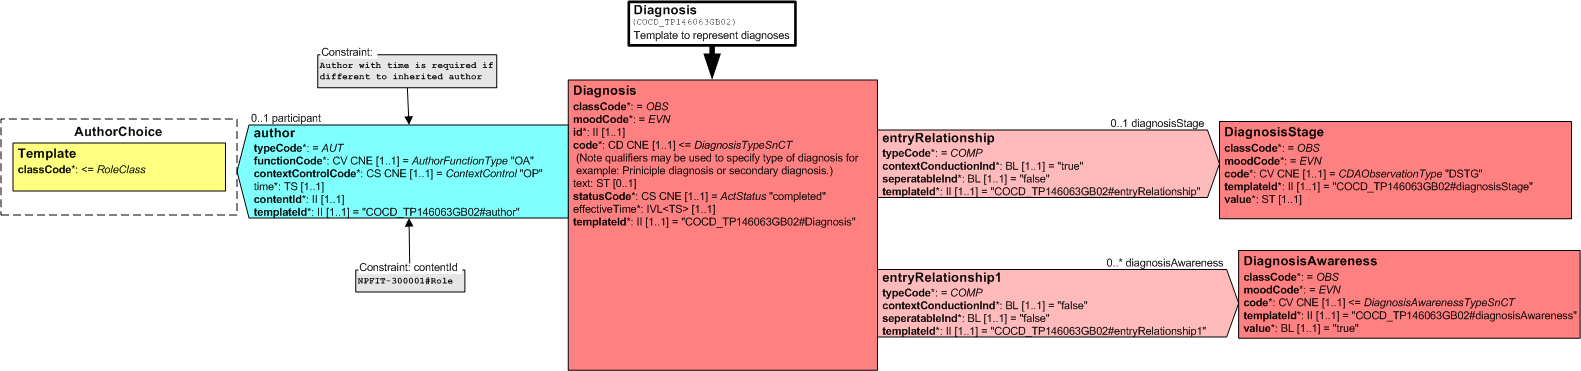 Diagnosis
(COCD_TP146063GB02)
Template to represent diagnoses
Constraint:
Author with time is required if
different to inherited author
AuthorChoice
Template
classCode*: <= RoleClass
0..1 participant
author
typeCode*: = AUT
functionCode*: CV CNE [1..1] = AuthorFunctionType "OA"
contextControlCode*: CS CNE [1..1] = ContextControl "OP"
time*: TS [1..1]
contentId*: II [1..1]
templateId*: II [1..1] = "COCD_TP146063GB02#author"
Constraint: contentId
NPFIT-300001#Role
Diagnosis
classCode*: = OBS
moodCode*: = EVN
id*: II [1..1]
code*: CD CNE [1..1] <= DiagnosisTypeSnCT
(Note qualifiers may be used to specify type of diagnosis for
example: Priniciple diagnosis or secondary diagnosis.)
text: ST [0..1]
statusCode*: CS CNE [1..1] = ActStatus "completed"
effectiveTime*: IVL<TS> [1..1]
templateId*: II [1..1] = "COCD_TP146063GB02#Diagnosis"
0..1 diagnosisStage
entryRelationship
typeCode*: = COMP
contextConductionInd*: BL [1..1] = "true"
seperatableInd*: BL [1..1] = "false"
templateId*: II [1..1] = "COCD_TP146063GB02#entryRelationship"
DiagnosisStage
classCode*: = OBS
moodCode*: = EVN
code*: CV CNE [1..1] = CDAObservationType "DSTG"
templateId*: II [1..1] = "COCD_TP146063GB02#diagnosisStage"
value*: ST [1..1]
0..* diagnosisAwareness
entryRelationship1
typeCode*: = COMP
contextConductionInd*: BL [1..1] = "false"
seperatableInd*: BL [1..1] = "false"
templateId*: II [1..1] = "COCD_TP146063GB02#entryRelationship1"
DiagnosisAwareness
classCode*: = OBS
moodCode*: = EVN
code*: CV CNE [1..1] <= DiagnosisAwarenessTypeSnCT
templateId*: II [1..1] = "COCD_TP146063GB02#diagnosisAwareness"
value*: BL [1..1] = "true"